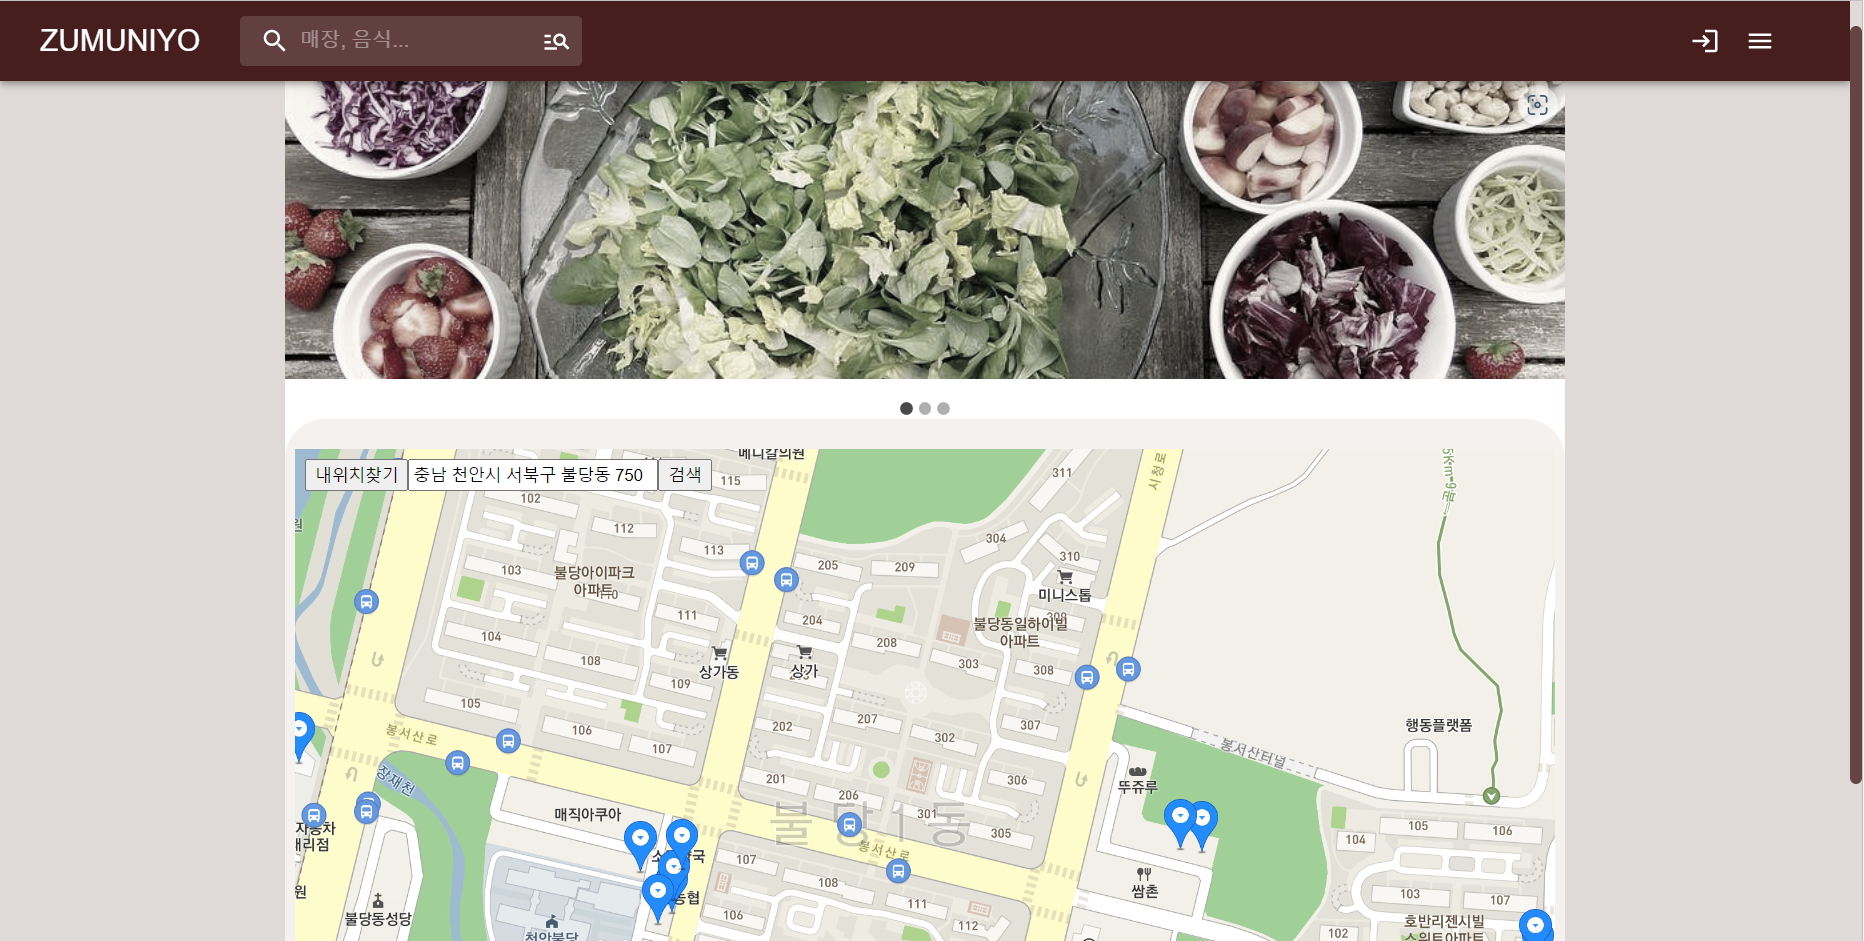 ZUMUNIYO
매장, 음식...
내위치찾기
충남 천안시 서북구 불당동 750
검색
메디칼의원
115
311
시청로
102
원
112
304
113
310
205
209
103
불당아이파크
아파트
110
미니스톱
309
111
204
불당동일하이빌
아파트
104
208
108
303
308
상가동
상가
203
109
105
207
307
행동플랫폼
106
202
302
봉서산로
107
봉서산터널
장재천
201
306
뚜쥬루
206
매직아쿠아
불당1동
301
105
305
106
자동차
104
봉서산로
107
108
쌈촌
103
107
농협
111
원
불당동성당
106
112
호반리젠시빌
스위트아파트
102
천안불당